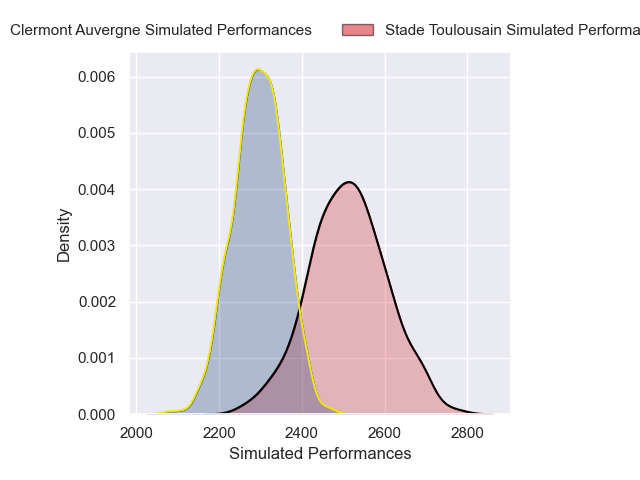 Clermont Auvergne Simulated Performances Stade Toulousain Simulated Performa
0.006
0.005
0.004
0.003
0.002
0.001
0.000
Density
2000 2200 2400 2600 2800
Simulated Performances